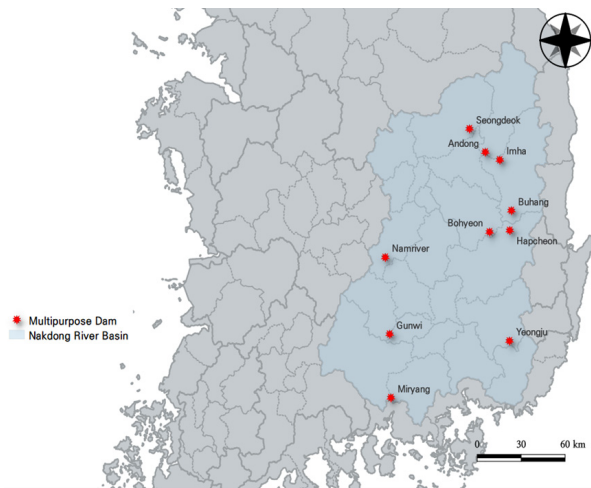 Seongdeok
Andong
Imha
Buhang
Bohyeon
Hapcheon
Namriver
Multipurpose Dam
Nakdong River Basin
Gunwi
Yeongju
Miryang
0 30 60 km